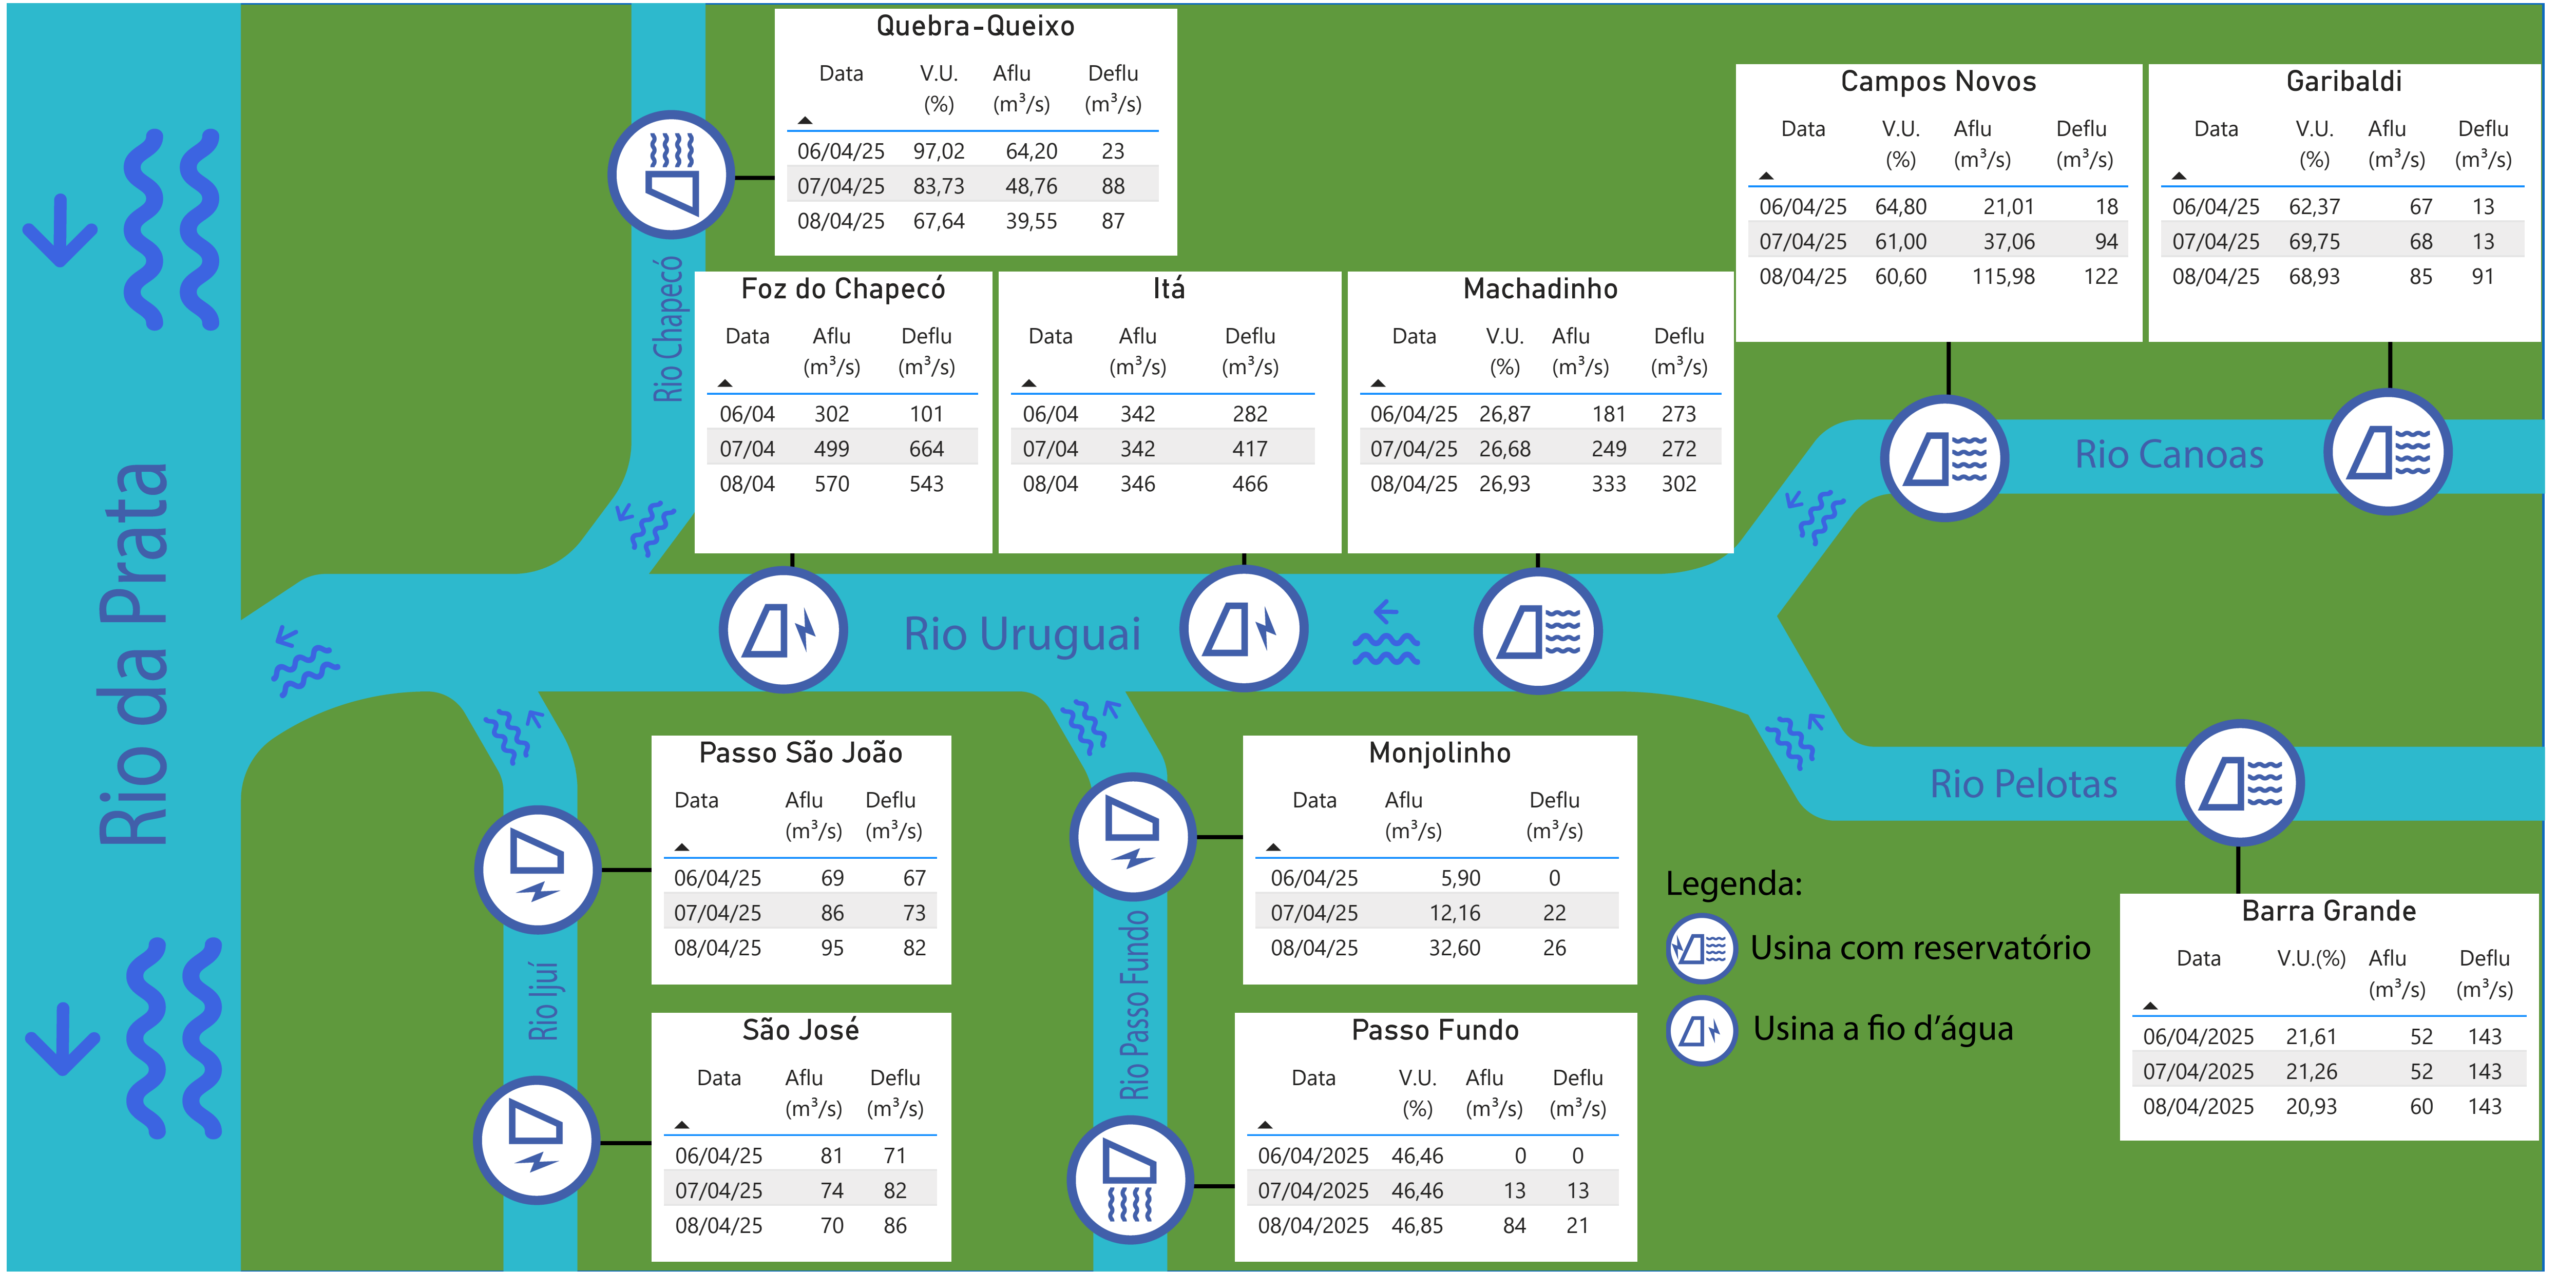 Quebra-Queixo
Data V.U. (%) Aflu (m³/s) Deflu (m³/s)
06/04/25 97,02 64,20 23
07/04/25 83,73 48,76 88
08/04/25 67,64 39,55 87
Campos Novos
Data V.U. (%) Aflu (m³/s) Deflu (m³/s)
06/04/25 64,80 21,01 18
07/04/25 61,00 37,06 94
08/04/25 60,60 115,98 122
Garibaldi
Data V.U. (%) Aflu (m³/s) Deflu (m³/s)
06/04/25 62,37 67 13
07/04/25 69,75 68 13
08/04/25 68,93 85 91
Rio Chapecó
Foz do Chapecó
Data Aflu (m³/s) Deflu (m³/s)
06/04 302 101
07/04 499 664
08/04 570 543
Itá
Data Aflu (m³/s) Deflu (m³/s)
06/04 342 282
07/04 342 417
08/04 346 466
Machadinho
Data V.U. (%) Aflu (m³/s) Deflu (m³/s)
06/04/25 26,87 181 273
07/04/25 26,68 249 272
08/04/25 26,93 333 302
Rio Canoas
Rio da Prata
Rio Uruguai
Rio Pelotas
Passo São João
Data Aflu (m³/s) Deflu (m³/s)
06/04/25 69 67
07/04/25 86 73
08/04/25 95 82
Monjolinho
Data Aflu (m³/s) Deflu (m³/s)
06/04/25 5,90 0
07/04/25 12,16 22
08/04/25 32,60 26
Legenda:
Usina com reservatório
Usina a fio d’água
Barra Grande
Data V.U.(%) Aflu (m³/s) Deflu (m³/s)
06/04/2025 21,61 52 143
07/04/2025 21,26 52 143
08/04/2025 20,93 60 143
Rio Ijuí
São José
Data Aflu (m³/s) Deflu (m³/s)
06/04/25 81 71
07/04/25 74 82
08/04/25 70 86
Rio Passo Fundo
Passo Fundo
Data V.U. (%) Aflu (m³/s) Deflu (m³/s)
06/04/2025 46,46 0 0
07/04/2025 46,46 13 13
08/04/2025 46,85 84 21